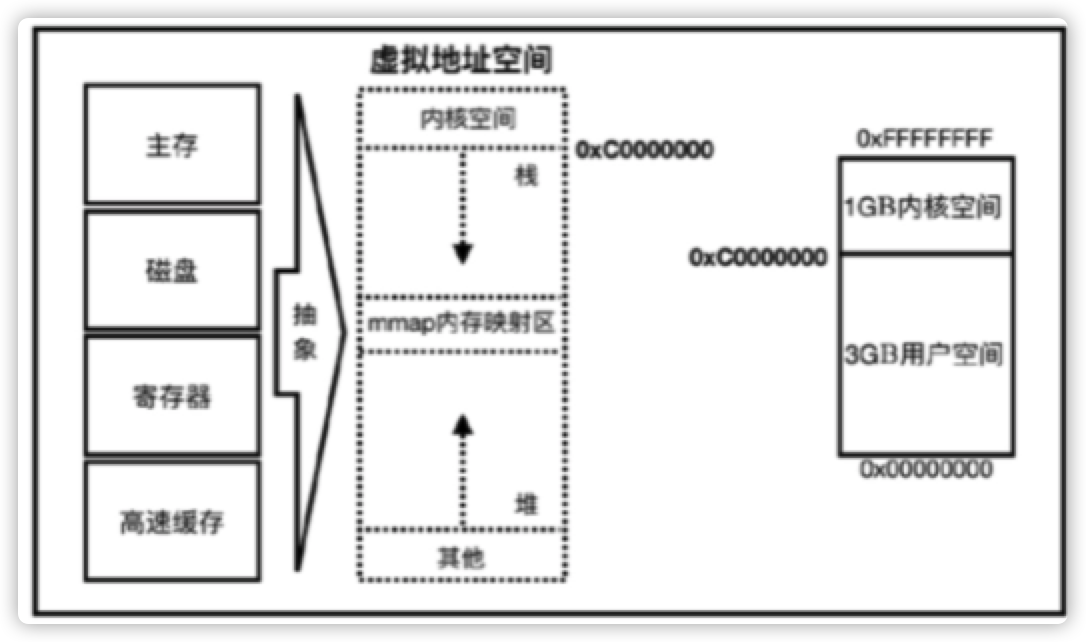 虚拟地址空间
主存
磁盘
寄存器
高速缓存
抽
象
内核空间
0xC0000000
栈
mmap内存映射区
堆
其他
0xFFFFFFFF
1GB内核空间
0xC0000000
3GB用户空间
0x00000000